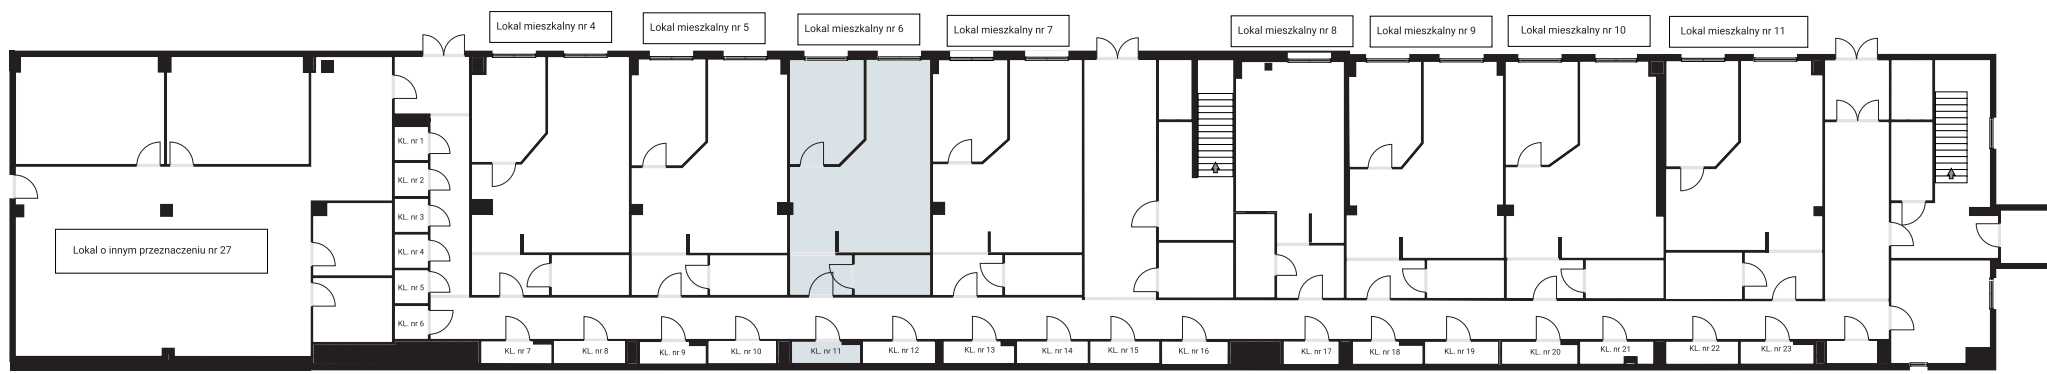 Lokal mieszkalny nr 4
Lokal mieszkalny nr 5
Lokal mieszkalny nr 6
Lokal mieszkalny nr 7
Lokal mieszkalny nr 8
Lokal mieszkalny nr 9
Lokal mieszkalny nr 10
Lokal mieszkalny nr 11
KL. nr 1
KL. nr 2
KL. nr 3
KL. nr 4
KL. nr 5
KL. nr 6
Lokal o innym przeznaczeniu nr 27
KL. nr 7
KL. nr 8
KL. nr 9
KL. nr 10
KL. nr 11
KL. nr 12
KL. nr 13
KL. nr 14
KL. nr 15
KL. nr 16
KL. nr 17
KL. nr 18
KL. nr 19
KL. nr 20
KL. nr 21
KL. nr 22
KL. nr 23